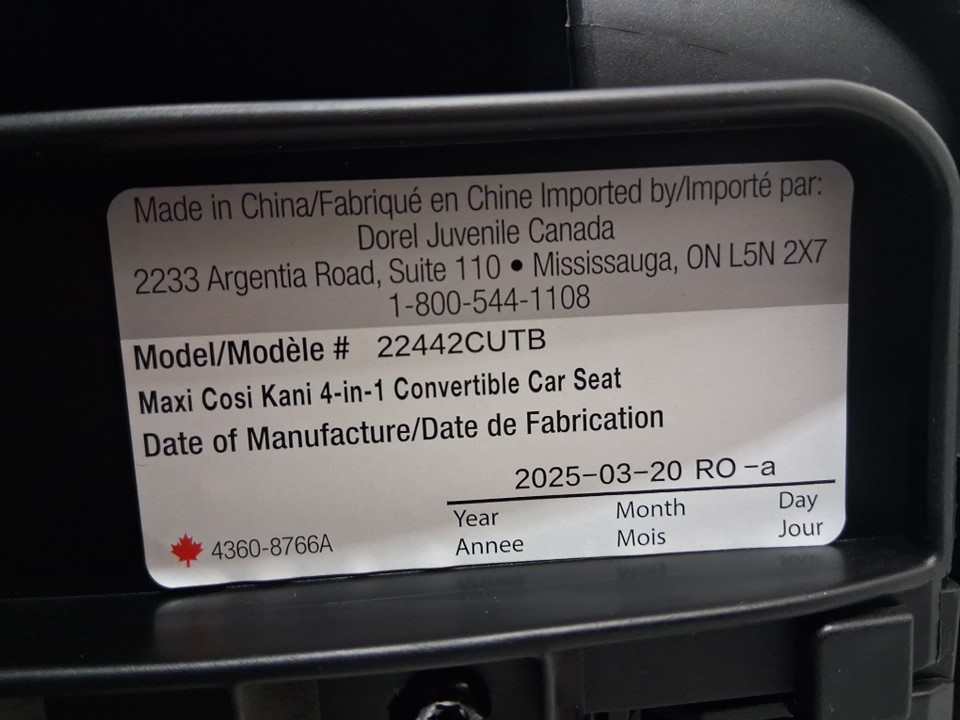 Made in China/Fabriqué en Chine Imported by/Importé par:
Dorel Juvenile Canada
2233 Argentia Road, Suite 110 • Mississauga, ON L5N 2X7
1-800-544-1108
Model/Modèle # 22442CUTB
Maxi Cosi Kani 4-in-1 Convertible Car Seat
Date of Manufacture/Date de Fabrication
2025-03-20 RO-a
Year Month Day
Annee Mois Jour
4360-8766A